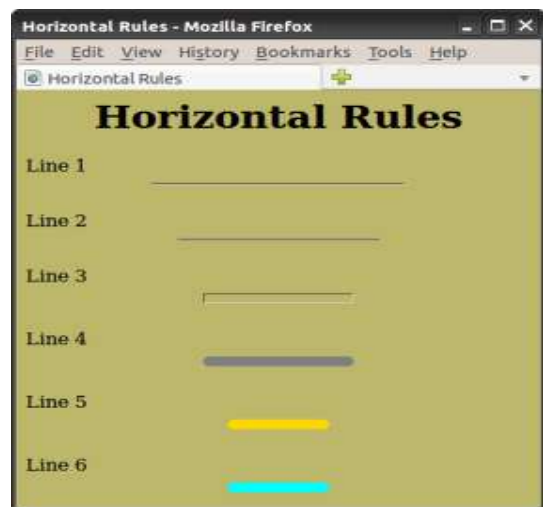 Horizontal Rules - Mozilla Firefox
File Edit View History Bookmarks Tools Help
Horizontal Rules
Horizontal Rules
Line 1
Line 2
Line 3
Line 4
Line 5
Line 6